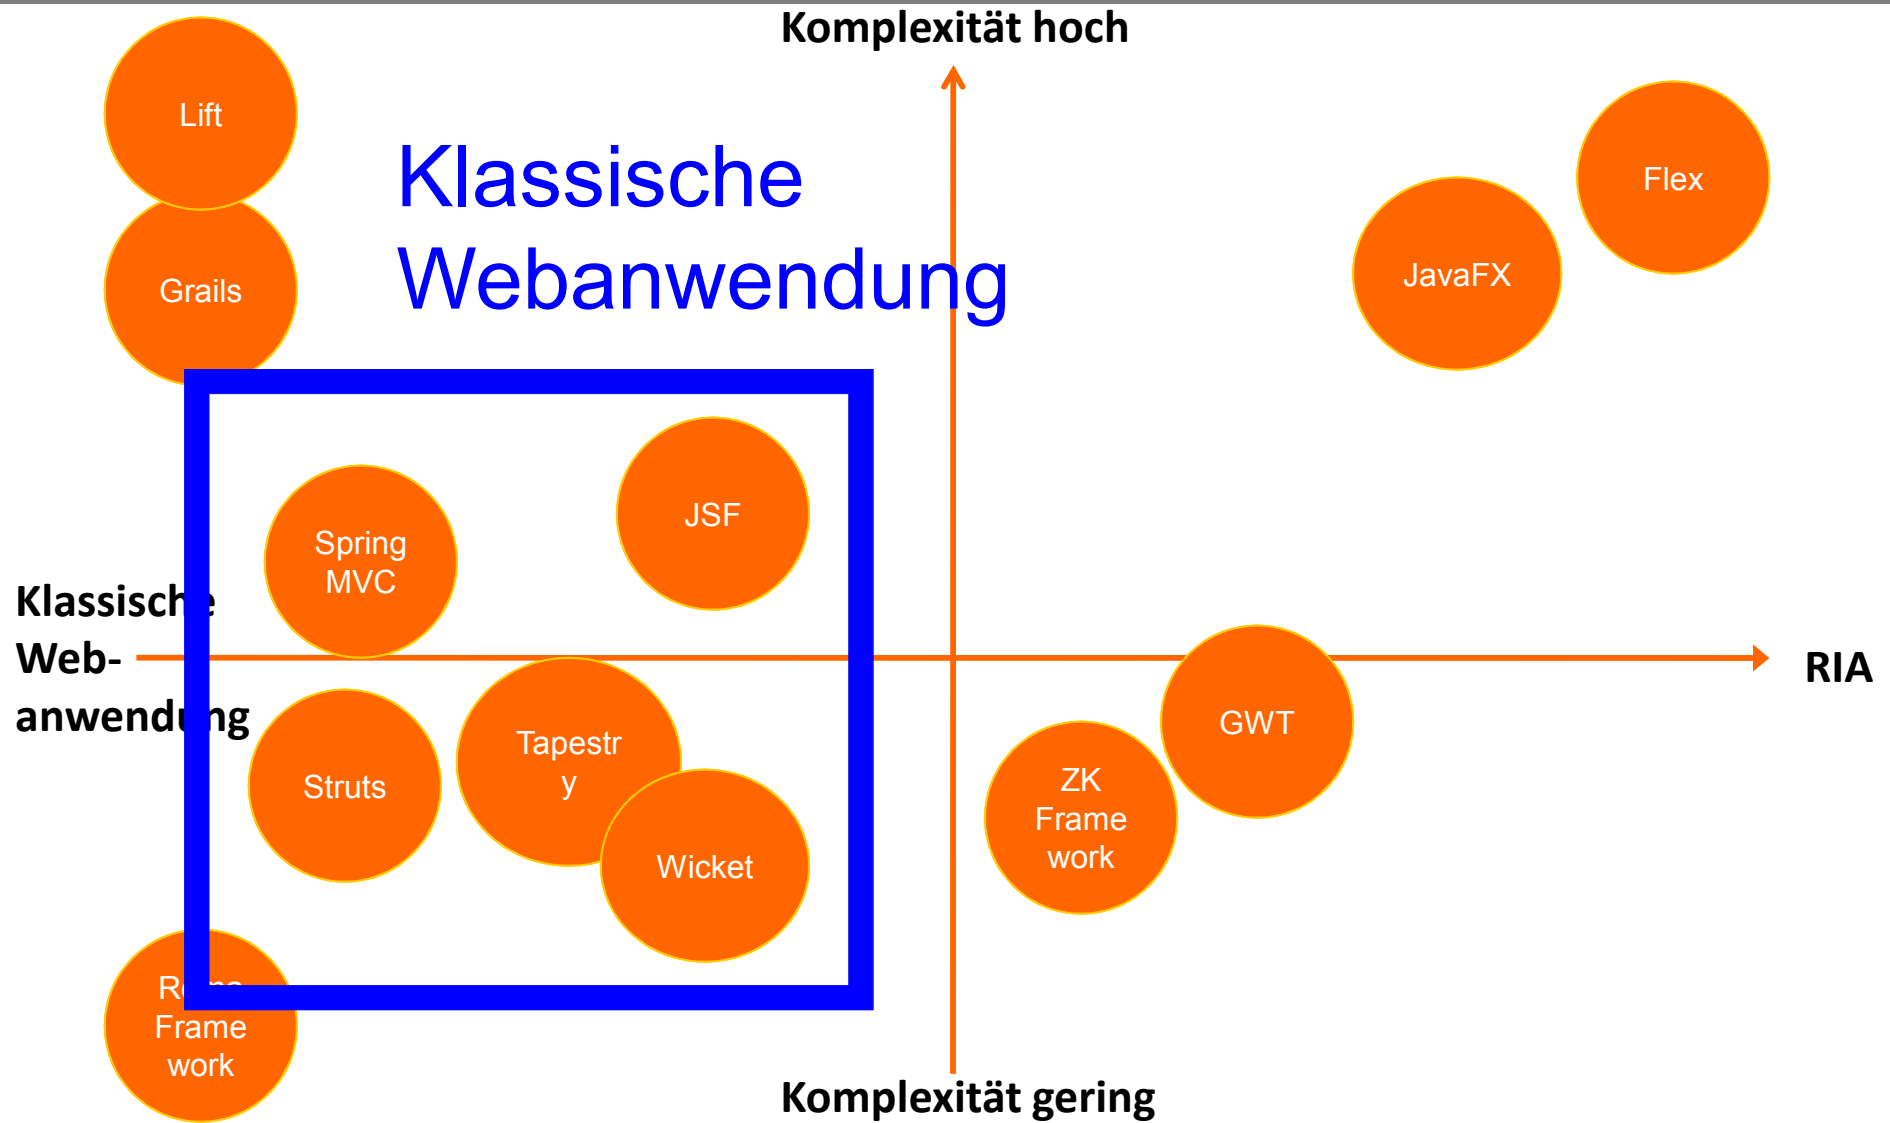 Komplexität hoch
Lift
Flex
Klassische
Webanwendung
JavaFX
Grails
JSF
Spring
MVC
Klassische
Web-
anwendung
RIA
GWT
Tapestr
y
Struts
ZK
Frame
work
Wicket
Roma
Frame
work
Komplexität gering